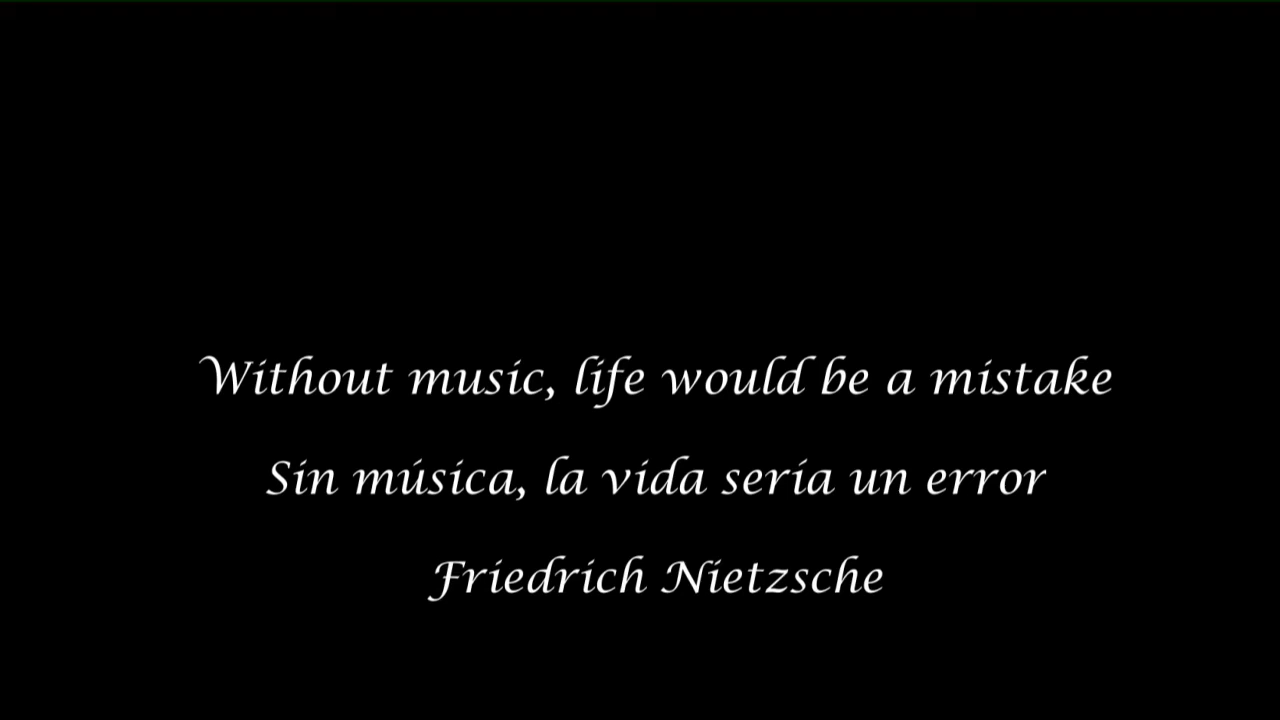 Without music, life would be a mistake
Sin música, la vida sería un error
Friedrich Nietzsche